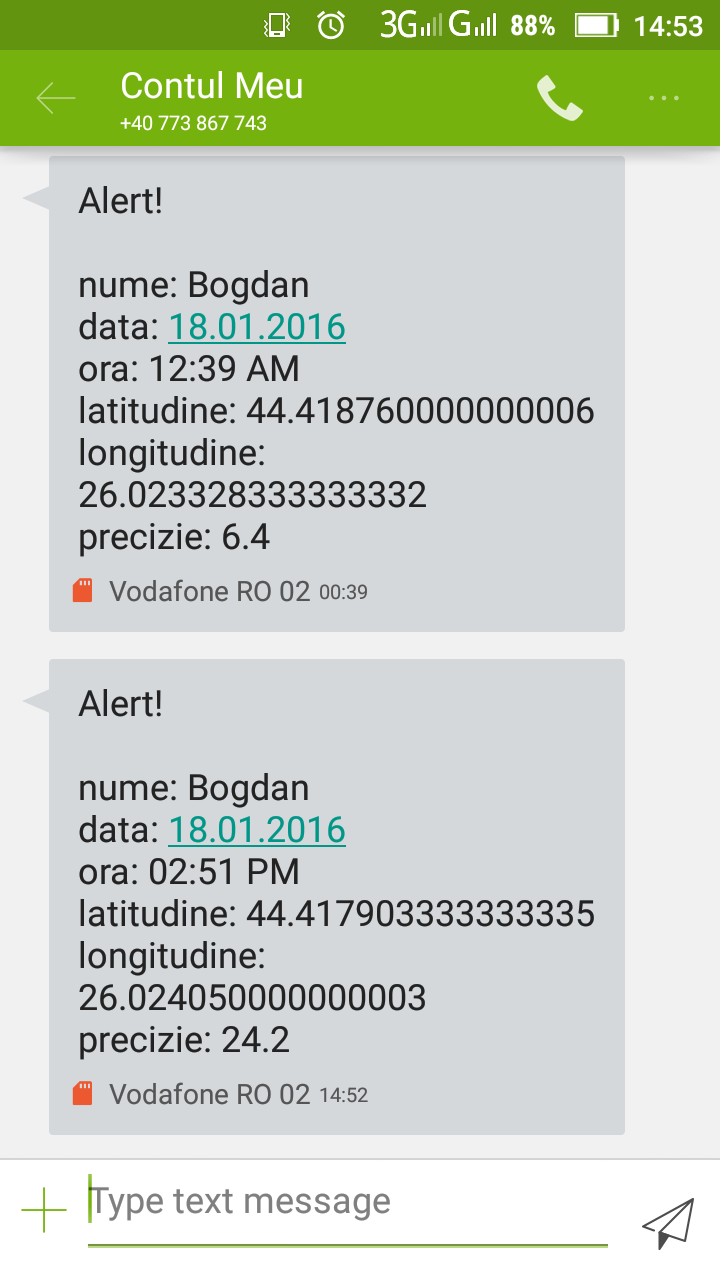 3G G 88% 14:53
Contul Meu
+40 773 867 743
Alert!
nume: Bogdan
data: 18.01.2016
ora: 12:39 AM
latitudine: 44.418760000000006
longitudine:
26.023328333333332
precizie: 6.4
Vodafone RO 02 00:39
Alert!
nume: Bogdan
data: 18.01.2016
ora: 02:51 PM
latitudine: 44.417903333333335
longitudine:
26.024050000000003
precizie: 24.2
Vodafone RO 02 14:52
Type text message